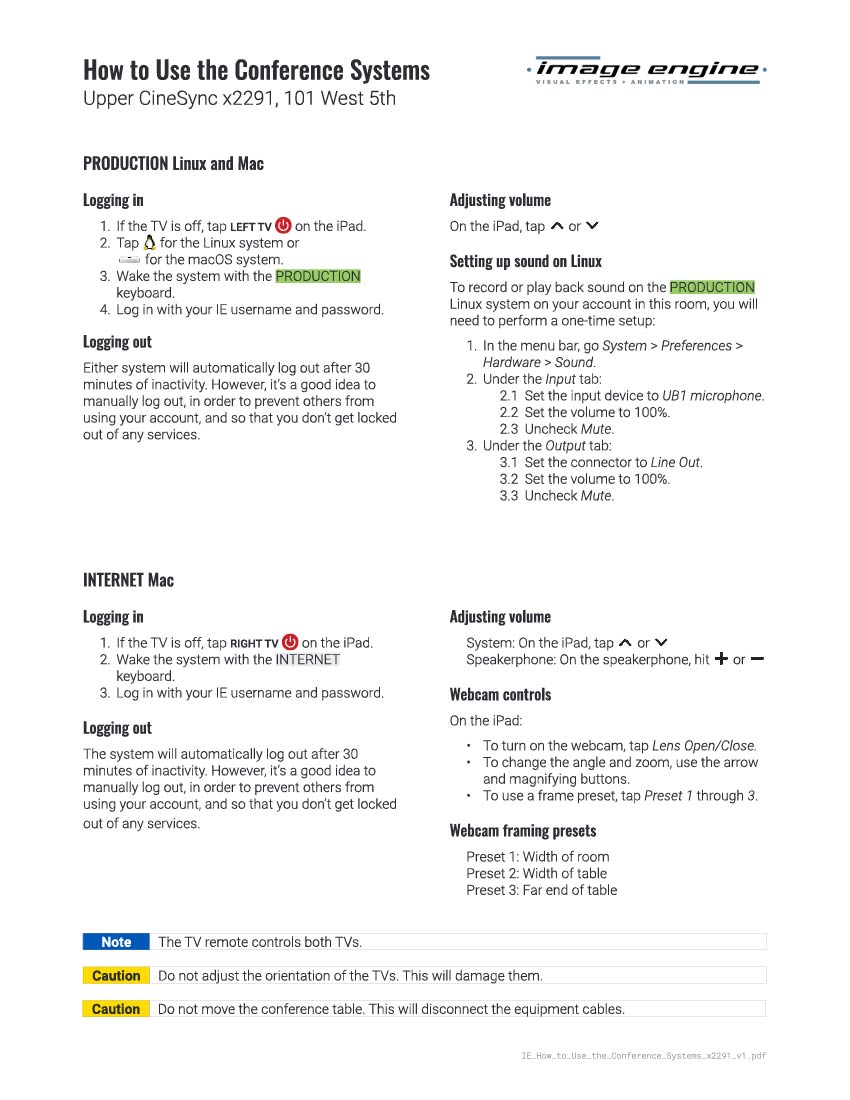 How to Use the Conference Systems
Upper CineSync x2291, 101 West 5th
image engine
VISUAL EFFECTS + ANIMATION
PRODUCTION Linux and Mac
Logging in
1. If the TV is off, tap LEFT TV on the iPad.
2. Tap for the Linux system or
for the macOS system.
3. Wake the system with the PRODUCTION
keyboard.
4. Log in with your IE username and password.
Logging out
Either system will automatically log out after 30
minutes of inactivity. However, it's a good idea to
manually log out, in order to prevent others from
using your account, and so that you don't get locked
out of any services.
Adjusting volume
On the iPad, tap or
Setting up sound on Linux
To record or play back sound on the PRODUCTION
Linux system on your account in this room, you will
need to perform a one-time setup:
1. In the menu bar, go System > Preferences >
Hardware > Sound.
2. Under the Input tab:
2.1 Set the input device to UB1 microphone.
2.2 Set the volume to 100%.
2.3 Uncheck Mute.
3. Under the Output tab:
3.1 Set the connector to Line Out.
3.2 Set the volume to 100%.
3.3 Uncheck Mute.
INTERNET Mac
Logging in
1. If the TV is off, tap RIGHT TV on the iPad.
2. Wake the system with the INTERNET
keyboard.
3. Log in with your IE username and password.
Logging out
The system will automatically log out after 30
minutes of inactivity. However, it's a good idea to
manually log out, in order to prevent others from
using your account, and so that you don't get locked
out of any services.
Adjusting volume
System: On the iPad, tap or
Speakerphone: On the speakerphone, hit + or −
Webcam controls
On the iPad:
• To turn on the webcam, tap Lens Open/Close.
• To change the angle and zoom, use the arrow
and magnifying buttons.
• To use a frame preset, tap Preset 1 through 3.
Webcam framing presets
Preset 1: Width of room
Preset 2: Width of table
Preset 3: Far end of table
Note The TV remote controls both TVs.
Caution Do not adjust the orientation of the TVs. This will damage them.
Caution Do not move the conference table. This will disconnect the equipment cables.
IE_How_to_Use_the_Conference_Systems_x2291_v1.pdf